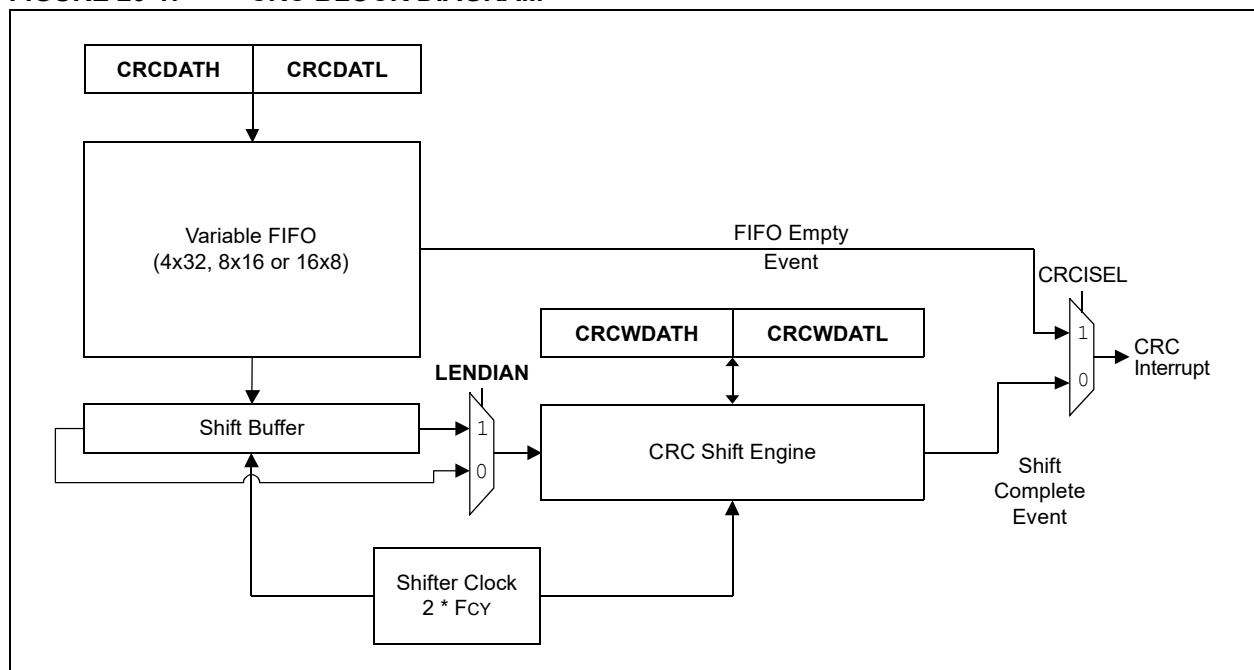 CRCDATH CRCDATL
Variable FIFO
(4x32, 8x16 or 16x8)
FIFO Empty
Event
CRCISEL
1
0
CRC
Interrupt
CRCWDATH CRCWDATL
LENDIAN
1
0
Shift Buffer
CRC Shift Engine
Shift
Complete
Event
Shifter Clock
2 * FCY